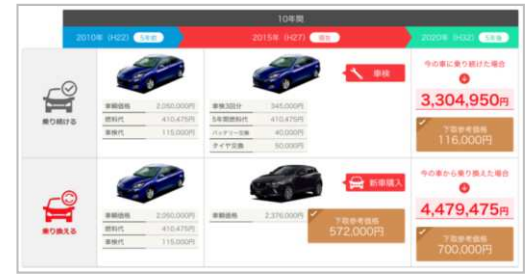 10年間
2010年 (H22) 5年前
2015年 (H27) 現在
2020年 (H32) 5年後
乗り続ける
車輌価格 2,050,000円
燃料代 410,475円
車検代 115,000円
車検
車検3回分 345,000円
5年間燃料代 410,475円
バッテリー交換 40,000円
タイヤ交換 50,000円
今の車に乗り続けた場合
3,304,950円
下取参考価格
116,000円
乗り換える
車輌価格 2,050,000円
燃料代 410,475円
車検代 115,000円
新車購入
車輌価格 2,376,000円
下取参考価格
572,000円
今の車から乗り換えた場合
4,479,475円
下取参考価格
700,000円